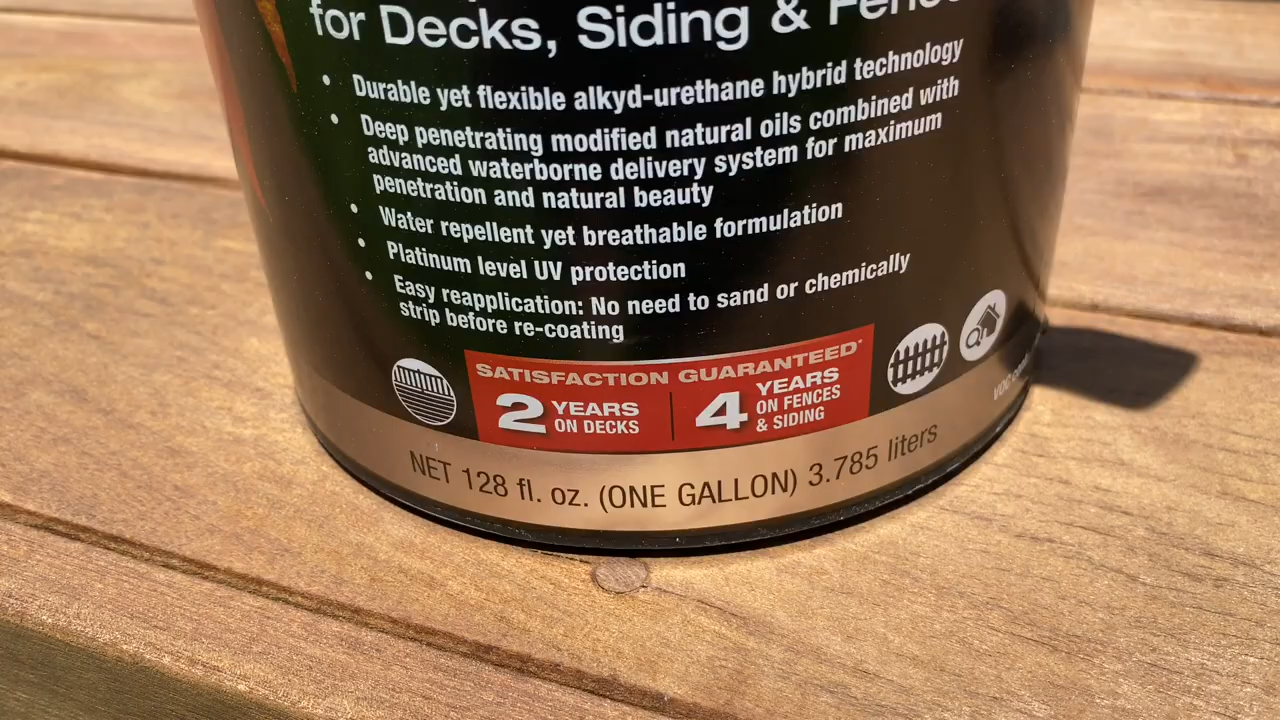 for Decks, Siding & Fence
• Durable yet flexible alkyd-urethane hybrid technology
• Deep penetrating modified natural oils combined with
advanced waterborne delivery system for maximum
penetration and natural beauty
• Water repellent yet breathable formulation
• Platinum level UV protection
• Easy reapplication: No need to sand or chemically
strip before re-coating
SATISFACTION GUARANTEED*
2 YEARS
ON DECKS
4 YEARS
ON FENCES
& SIDING
VOC
NET 128 fl. oz. (ONE GALLON) 3.785 liters